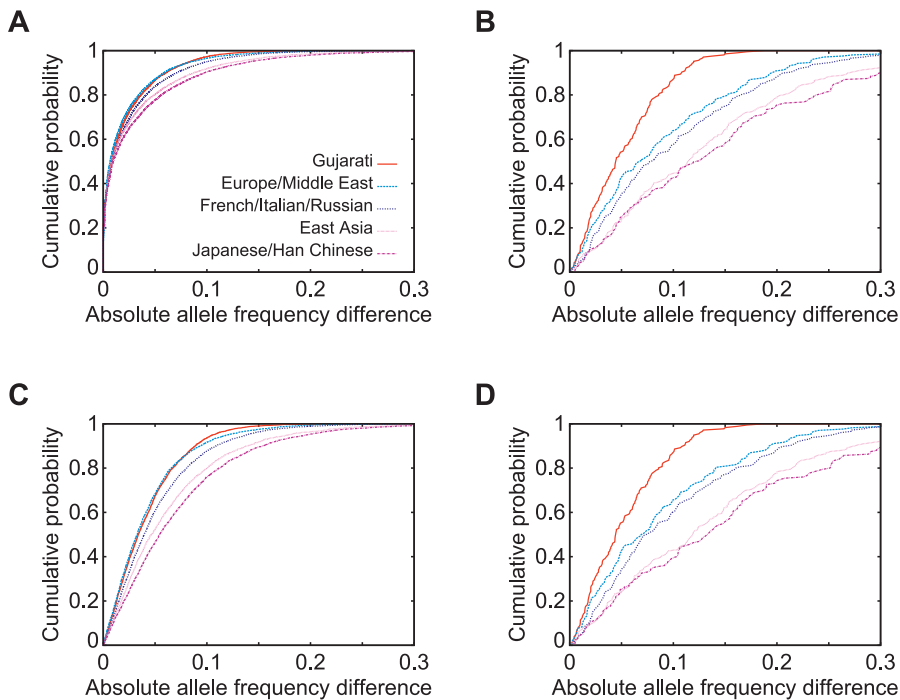 A
Cumulative probability
1
0.8
0.6
0.4
0.2
0
Gujarati
Europe/Middle East
French/Italian/Russian
East Asia
Japanese/Han Chinese
0 0.1 0.2 0.3
Absolute allele frequency difference
B
Cumulative probability
1
0.8
0.6
0.4
0.2
0
0 0.1 0.2 0.3
Absolute allele frequency difference
C
Cumulative probability
1
0.8
0.6
0.4
0.2
0
0 0.1 0.2 0.3
Absolute allele frequency difference
D
Cumulative probability
1
0.8
0.6
0.4
0.2
0
0 0.1 0.2 0.3
Absolute allele frequency difference